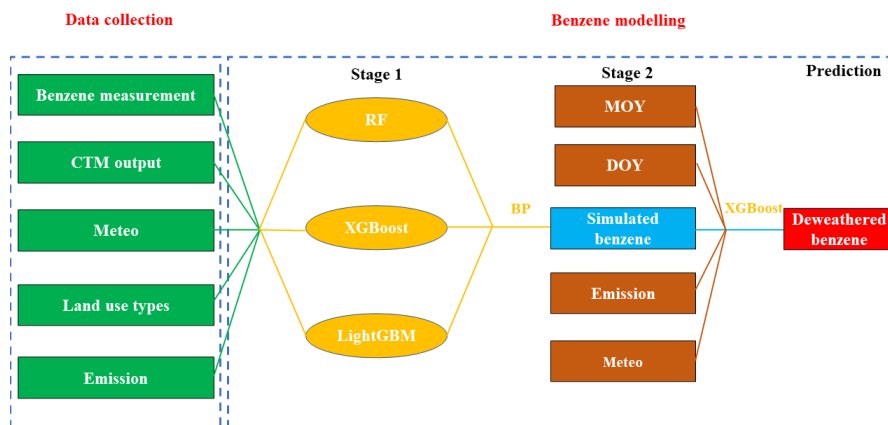 Data collection
Benzene modelling
Stage 1
Stage 2
Prediction
Benzene measurement
CTM output
Meteo
Land use types
Emission
RF
XGBoost
LightGBM
BP
MOY
DOY
Simulated
benzene
Emission
Meteo
XGBoost
Deweathered
benzene